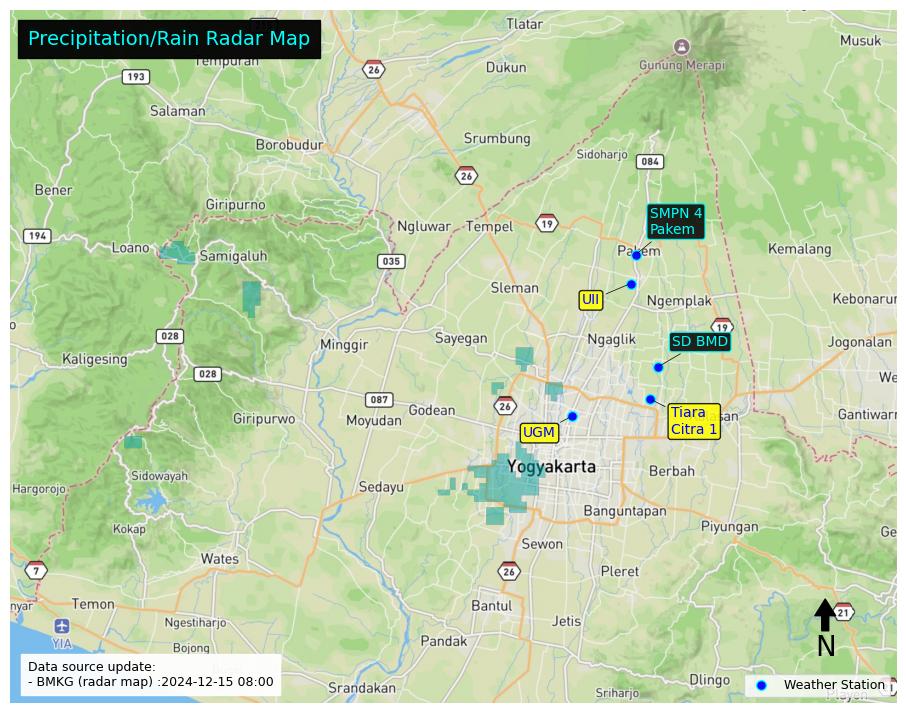 Precipitation/Rain Radar Map
Tlatar
Musuk
Tempuran
26
Gunung Merapi
Dukun
193
Salaman
Srumbung
Borobudur
Sidoharjo
084
26
Bener
Giripurno
SMPN 4
Pakem
Ngluwar
Tempel
19
194
Loano
Samigaluh
035
Pakem
Kemalang
Sleman
UII
Ngemplak
Kebonarun
19
028
Minggir
Sayegan
Ngaglik
SD BMD
Jogonalan
Kaligesing
028
087
Godean
26
Tiara
Citra 1
Gantiwarn
Giripurwo
Moyudan
UGM
Yogyakarta
Berbah
Sidowayah
Hargorojo
Sedayu
Banguntapan
Kokap
Piyungan
Sewon
Wates
7
26
Pleret
Temon
Bantul
21
Ngestiharjo
Jetis
YIA
Bojong
Pandak
N
Data source update:
- BMKG (radar map) :2024-12-15 08:00
Srandakan
Dlingo
Sriharjo
Weather Station